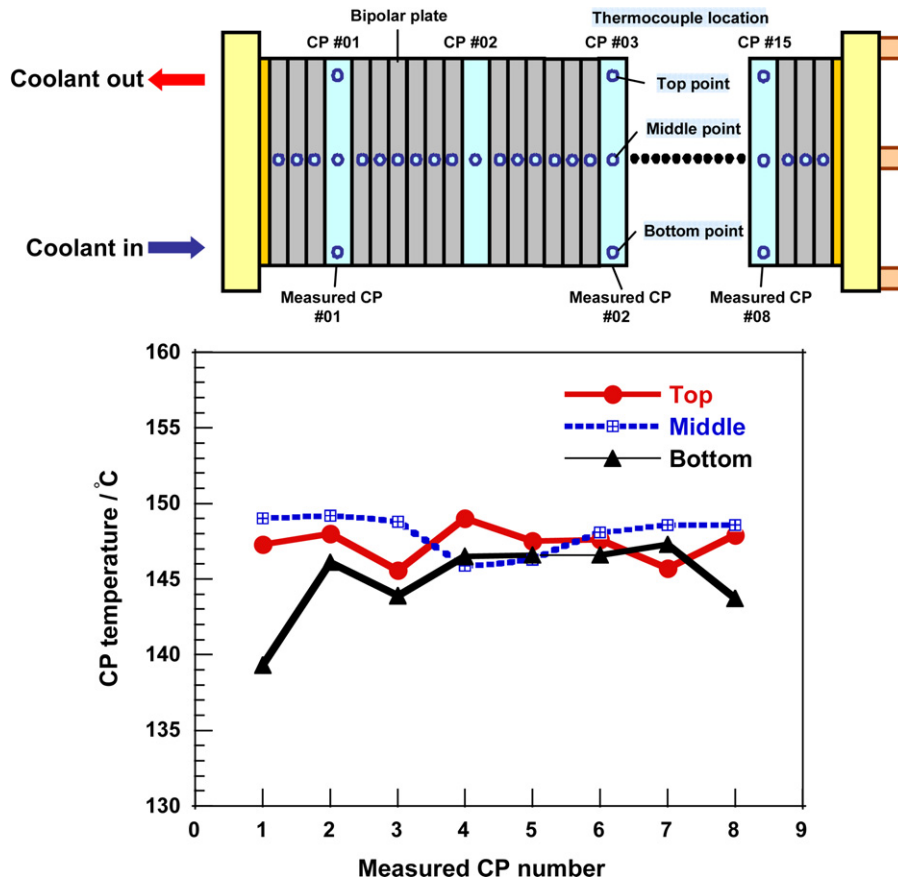 Bipolar plate
Thermocouple location
CP #01
CP #02
CP #03
CP #15
Coolant out
Top point
Middle point
Coolant in
Bottom point
Measured CP
#01
Measured CP
#02
Measured CP
#08
160
155
150
145
140
135
130
CP temperature / °C
Top
Middle
Bottom
0
1
2
3
4
5
6
7
8
9
Measured CP number